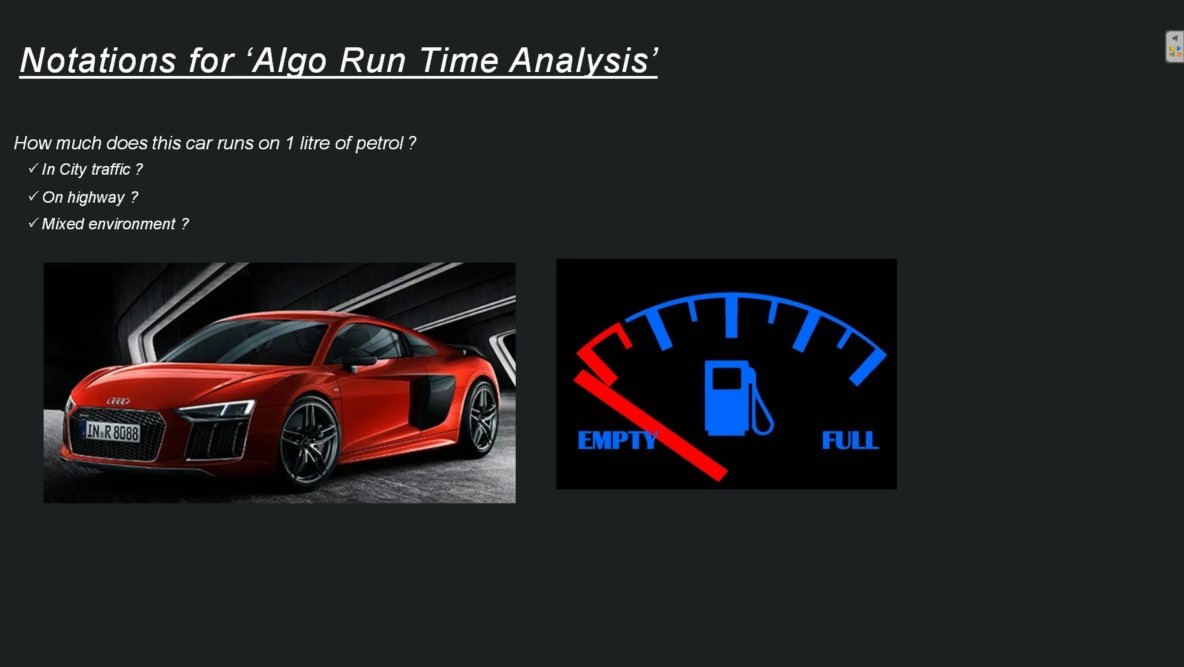 Notations for ‘Algo Run Time Analysis’
How much does this car runs on 1 litre of petrol ?
✓ In City traffic ?
✓ On highway ?
✓ Mixed environment ?
IN R 8088
EMPTY
FULL